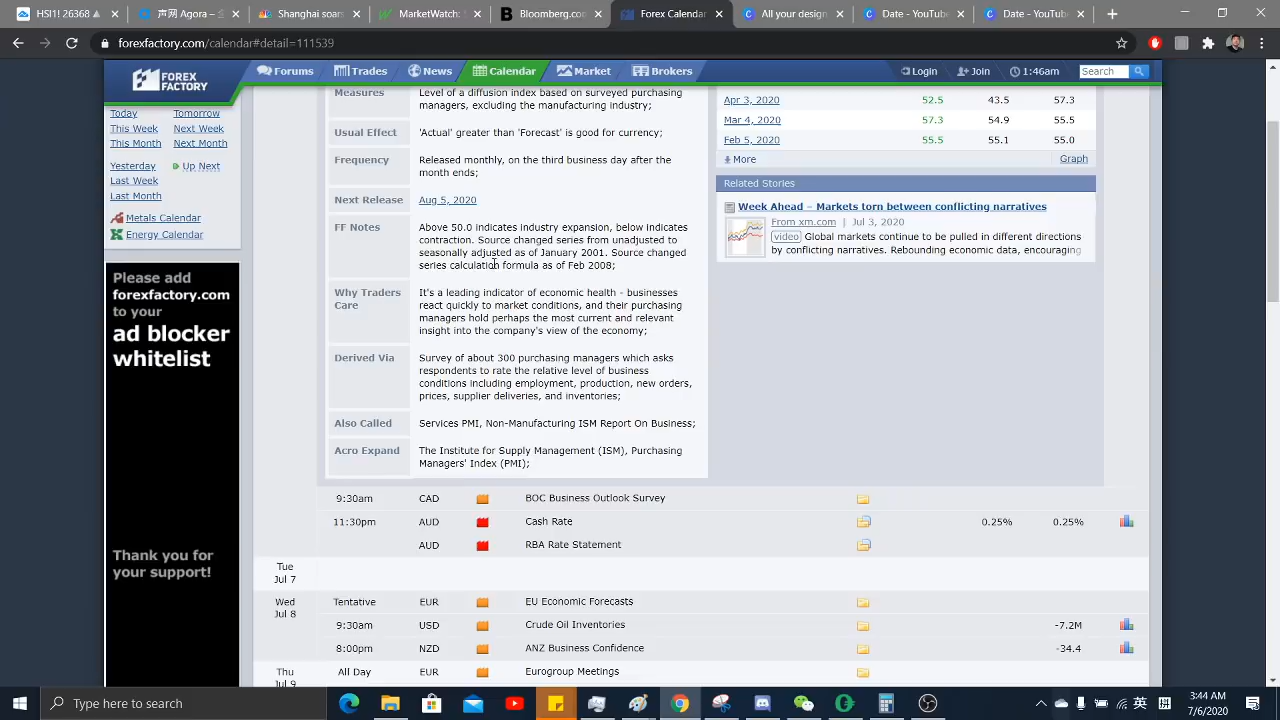 HSI!! 26368
Shanghai soars
MarketWatch
Bloomberg.com
Forex Calendar
All your design
Date - YouTube
Date - YouTube
forexfactory.com/calendar#detail=111539
FOREX FACTORY
Forums
Trades
News
Calendar
Market
Brokers
Login
Join
1:46am
Search
Today Tomorrow
This Week Next Week
This Month Next Month
Yesterday Up Next
Last Week
Last Month
Metals Calendar
Energy Calendar
Please add
forexfactory.com
to your
ad blocker
whitelist
Thank you for
your support!
Measures
Level of a diffusion index based on surveyed purchasing
managers, excluding the manufacturing industry;
Usual Effect
'Actual' greater than 'Forecast' is good for currency;
Frequency
Released monthly, on the third business day after the
month ends;
Next Release
Aug 5, 2020
FF Notes
Above 50.0 indicates industry expansion, below indicates
contraction. Source changed series from unadjusted to
seasonally adjusted as of January 2001. Source changed
series calculation formula as of Feb 2008;
Why Traders
Care
It's a leading indicator of economic health - businesses
react quickly to market conditions, and their purchasing
managers hold perhaps the most current and relevant
insight into the company's view of the economy;
Derived Via
Survey of about 300 purchasing managers which asks
respondents to rate the relative level of business
conditions including employment, production, new orders,
prices, supplier deliveries, and inventories;
Also Called
Services PMI, Non-Manufacturing ISM Report On Business;
Acro Expand
The Institute for Supply Management (ISM), Purchasing
Managers' Index (PMI);
Apr 3, 2020 52.5 43.5 57.3
Mar 4, 2020 57.3 54.9 55.5
Feb 5, 2020 55.5 55.1 55.0
More Graph
Related Stories
Week Ahead – Markets torn between conflicting narratives
From xm.com | Jul 3, 2020
video Global markets continue to be pulled in different directions
by conflicting narratives. Rebounding economic data encouraging
9:30am CAD BOC Business Outlook Survey
11:30pm AUD Cash Rate 0.25% 0.25%
AUD RBA Rate Statement
Tue
Jul 7
Wed
Jul 8
Tentative EUR EU Economic Forecasts
9:30am USD Crude Oil Inventories -7.2M
8:00pm NZD ANZ Business Confidence -34.4
Thu
Jul 9
All Day EUR Eurogroup Meetings
Type here to search
英
拼
3:44 AM
7/6/2020